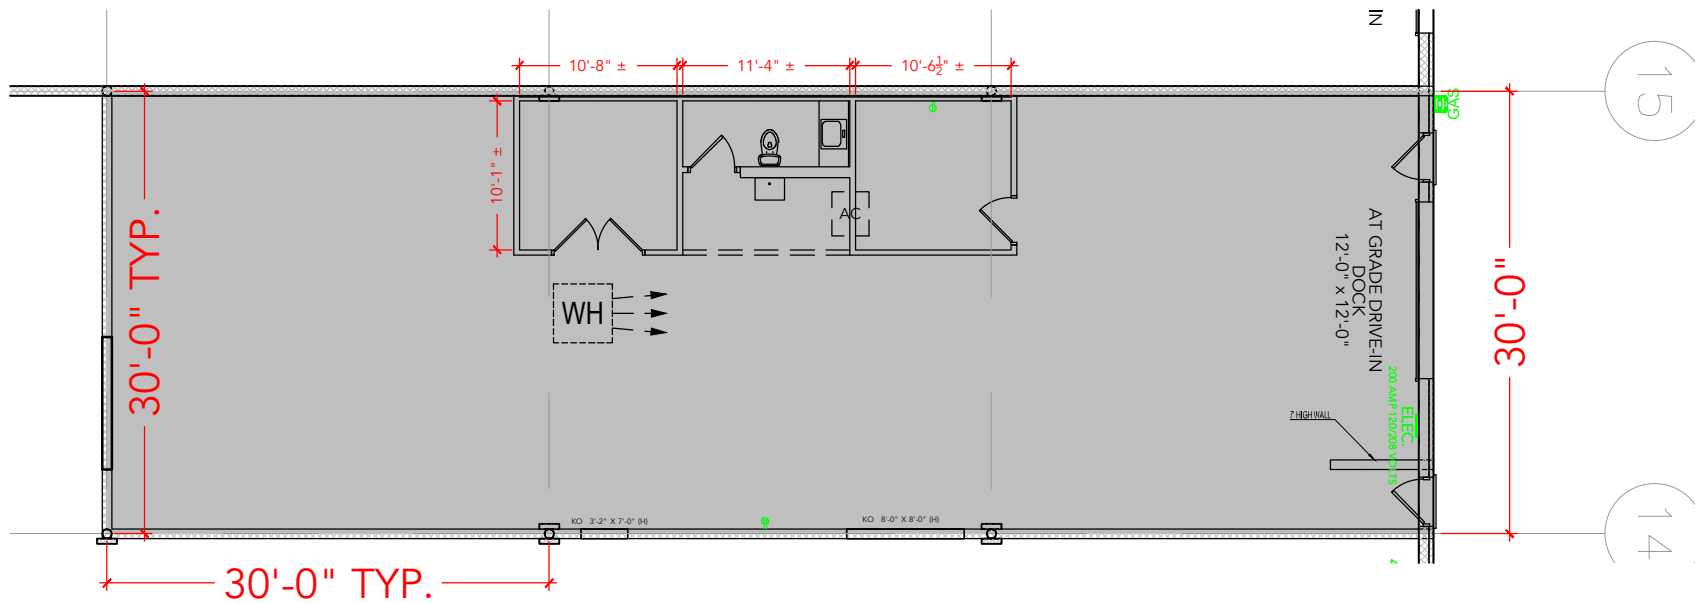 IN
15
GAS
10'-8" ±
11'-4" ±
10'-6½" ±
10'-1" ±
30'-0" TYP.
AC
WH
AT GRADE DRIVE-IN
DOCK
12'-0" x 12'-0"
30'-0"
ELEC.
200 AMP 120/208 VOLTS
7' HIGH WALL
KO 3'-2" X 7'-0" (H)
KO 8'-0" X 8'-0" (H)
14
30'-0" TYP.